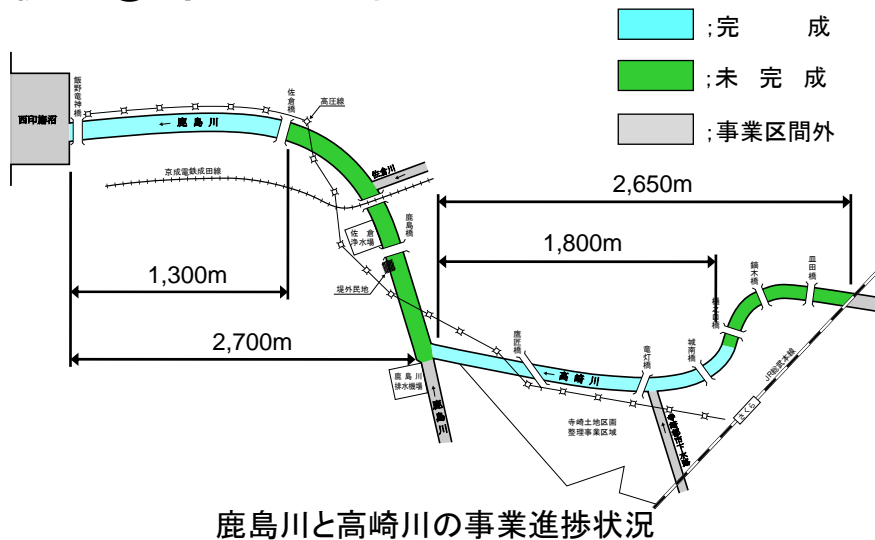 ;完 成
;未 完 成
;事業区間外
西印旛沼
飯野竜神橋
← 鹿島川
佐倉橋
高圧線
京成電鉄成田線
佐倉川
鹿島橋
佐倉
浄水場
堤外民地
1,300m
2,700m
2,650m
1,800m
鏑木橋
皿田橋
鷹匠橋
← 高崎川
竜灯橋
城南橋
JR総武本線
さくら
鹿島川
排水機場
← 鹿島川
寺崎土地区画
整理事業区域
鹿島川と高崎川の事業進捗状況